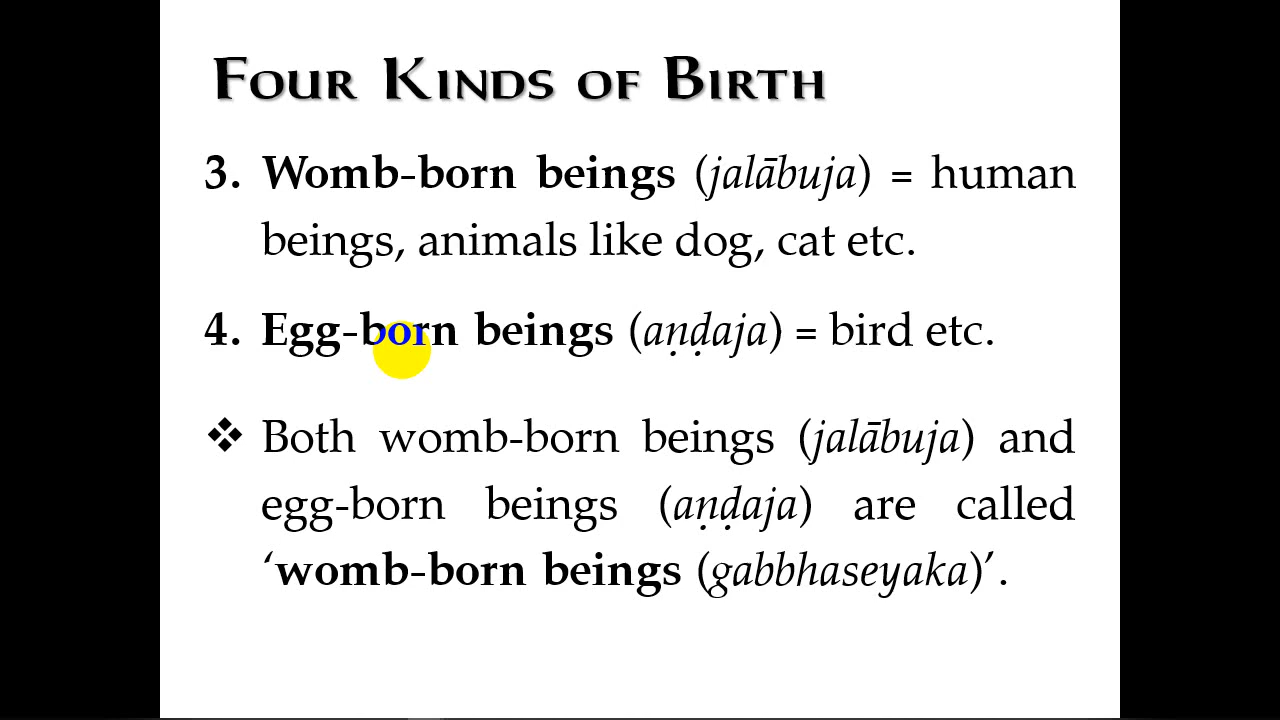 Four Kinds of Birth
3. Womb-born beings (jalābuja) = human
beings, animals like dog, cat etc.
4. Egg-born beings (aṇḍaja) = bird etc.
❖ Both womb-born beings (jalābuja) and
egg-born beings (aṇḍaja) are called
‘womb-born beings (gabbhaseyaka)’.